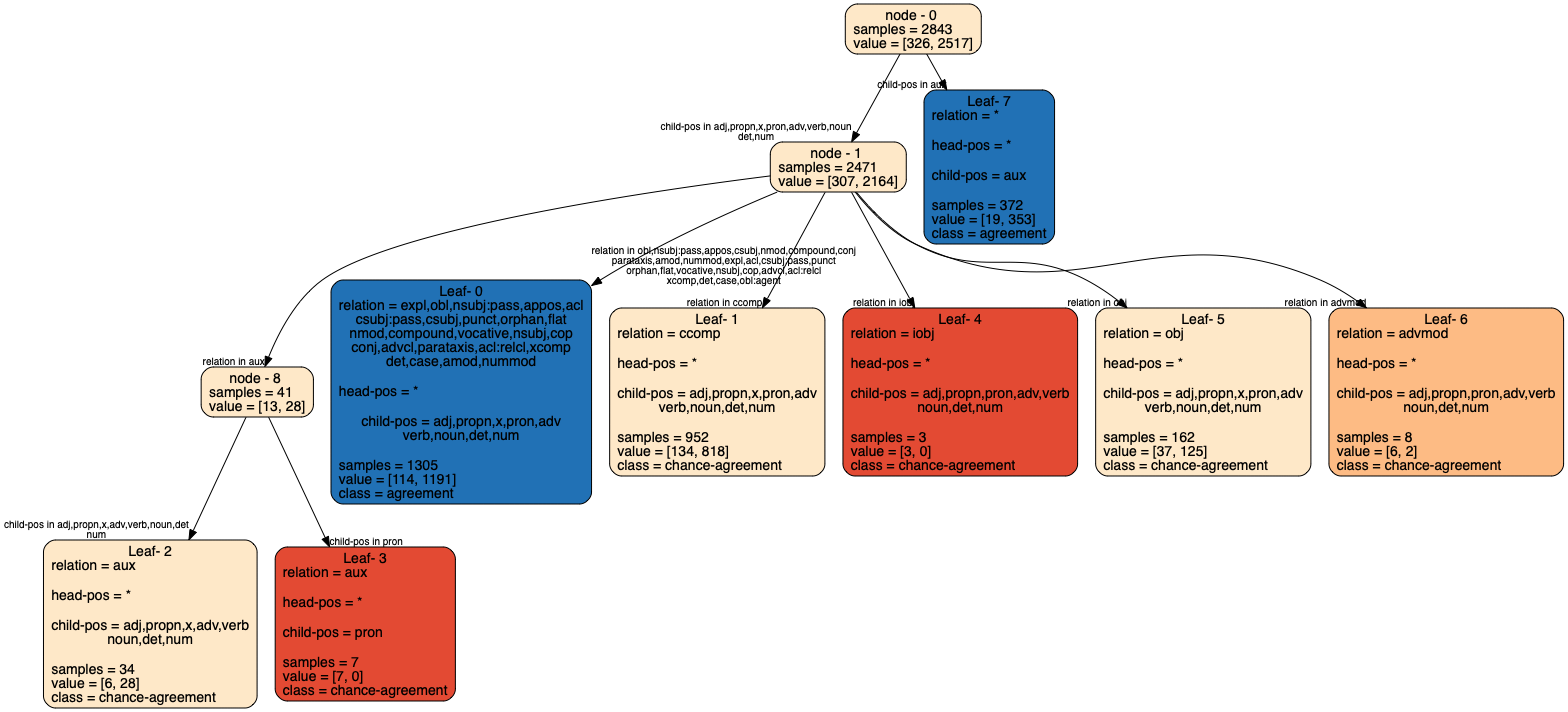 node - 0
samples = 2843
value = [326, 2517]
child-pos in aux
Leaf- 7
relation = *
head-pos = *
child-pos = aux
samples = 372
value = [19, 353]
class = agreement
child-pos in adj,propn,x,pron,adv,verb,noun
det,num
node - 1
samples = 2471
value = [307, 2164]
relation in obl,nsubj:pass,appos,csubj,nmod,compound,conj
parataxis,amod,nummod,expl,acl,csubj:pass,punct
orphan,flat,vocative,nsubj,cop,advcl,acl:relcl
xcomp,det,case,obl:agent
Leaf- 0
relation = expl,obl,nsubj:pass,appos,acl
csubj:pass,csubj,punct,orphan,flat
nmod,compound,vocative,nsubj,cop
conj,advcl,parataxis,acl:relcl,xcomp
det,case,amod,nummod
head-pos = *
child-pos = adj,propn,x,pron,adv
verb,noun,det,num
samples = 1305
value = [114, 1191]
class = agreement
relation in ccomp
Leaf- 1
relation = ccomp
head-pos = *
child-pos = adj,propn,x,pron,adv
verb,noun,det,num
samples = 952
value = [134, 818]
class = chance-agreement
relation in iobj
Leaf- 4
relation = iobj
head-pos = *
child-pos = adj,propn,pron,adv,verb
noun,det,num
samples = 3
value = [3, 0]
class = chance-agreement
relation in obj
Leaf- 5
relation = obj
head-pos = *
child-pos = adj,propn,x,pron,adv
verb,noun,det,num
samples = 162
value = [37, 125]
class = chance-agreement
relation in advmod
Leaf- 6
relation = advmod
head-pos = *
child-pos = adj,propn,pron,adv,verb
noun,det,num
samples = 8
value = [6, 2]
class = chance-agreement
relation in aux
node - 8
samples = 41
value = [13, 28]
child-pos in adj,propn,x,adv,verb,noun,det
num
Leaf- 2
relation = aux
head-pos = *
child-pos = adj,propn,x,adv,verb
noun,det,num
samples = 34
value = [6, 28]
class = chance-agreement
child-pos in pron
Leaf- 3
relation = aux
head-pos = *
child-pos = pron
samples = 7
value = [7, 0]
class = chance-agreement